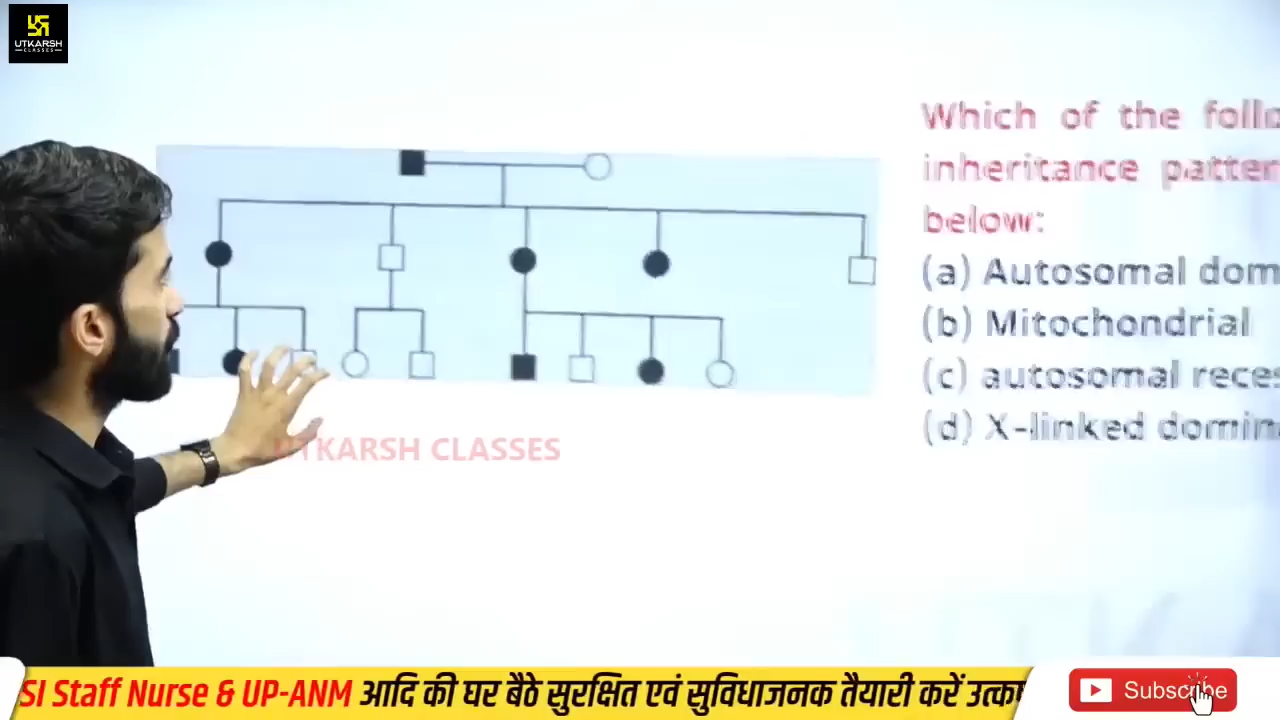 UTKARSH
CLASSES
Which of the
inheritance
below:
(a) Autosomal
(b) Mitochondrial
(c) autosomal
(d) X-linked
UTKARSH CLASSES
SI Staff Nurse & UP-ANM आदि की घर बैठे सुरक्षित एवं सुविधाजनक तैयारी करें
Subscribe